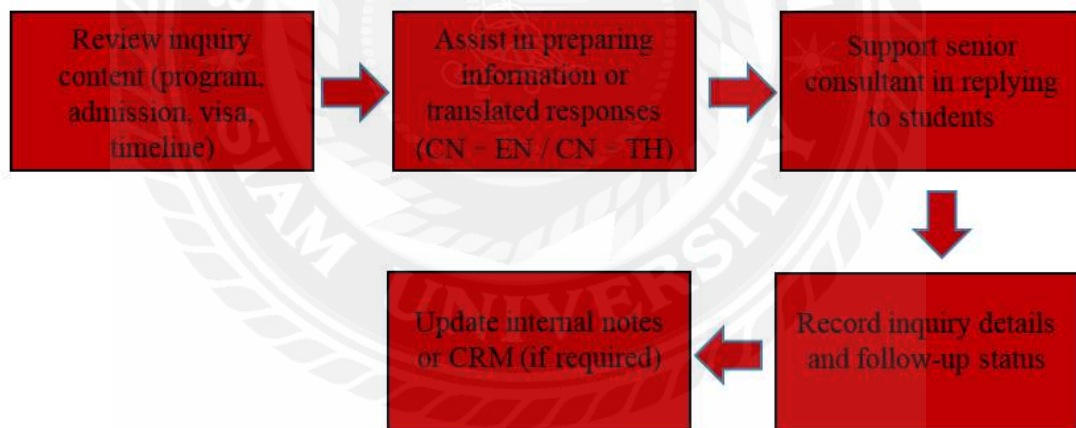 Review inquiry
content (program,
admission, visa,
timeline)
Assist in preparing
information or
translated responses
(CN – EN / CN – TH)
Support senior
consultant in replying
to students
Record inquiry details
and follow-up status
Update internal notes
or CRM (if required)
SIAM UNIVERSITY